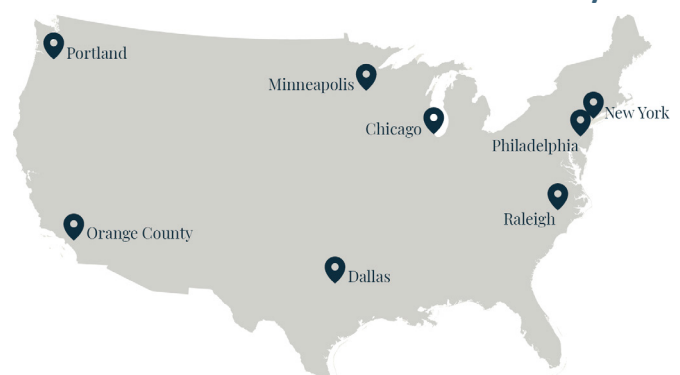 Portland
Minneapolis
Chicago
New York
Philadelphia
Raleigh
Orange County
Dallas